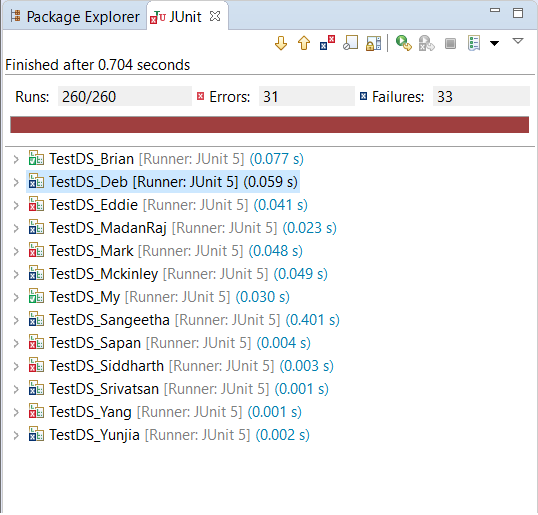 Package Explorer JUnit
Finished after 0.704 seconds
Runs: 260/260 Errors: 31 Failures: 33
TestDS_Brian [Runner: JUnit 5] (0.077 s)
TestDS_Deb [Runner: JUnit 5] (0.059 s)
TestDS_Eddie [Runner: JUnit 5] (0.041 s)
TestDS_MadanRaj [Runner: JUnit 5] (0.023 s)
TestDS_Mark [Runner: JUnit 5] (0.048 s)
TestDS_Mckinley [Runner: JUnit 5] (0.049 s)
TestDS_My [Runner: JUnit 5] (0.030 s)
TestDS_Sangeetha [Runner: JUnit 5] (0.401 s)
TestDS_Sapan [Runner: JUnit 5] (0.004 s)
TestDS_Siddharth [Runner: JUnit 5] (0.003 s)
TestDS_Srivatsan [Runner: JUnit 5] (0.001 s)
TestDS_Yang [Runner: JUnit 5] (0.001 s)
TestDS_Yunjia [Runner: JUnit 5] (0.002 s)